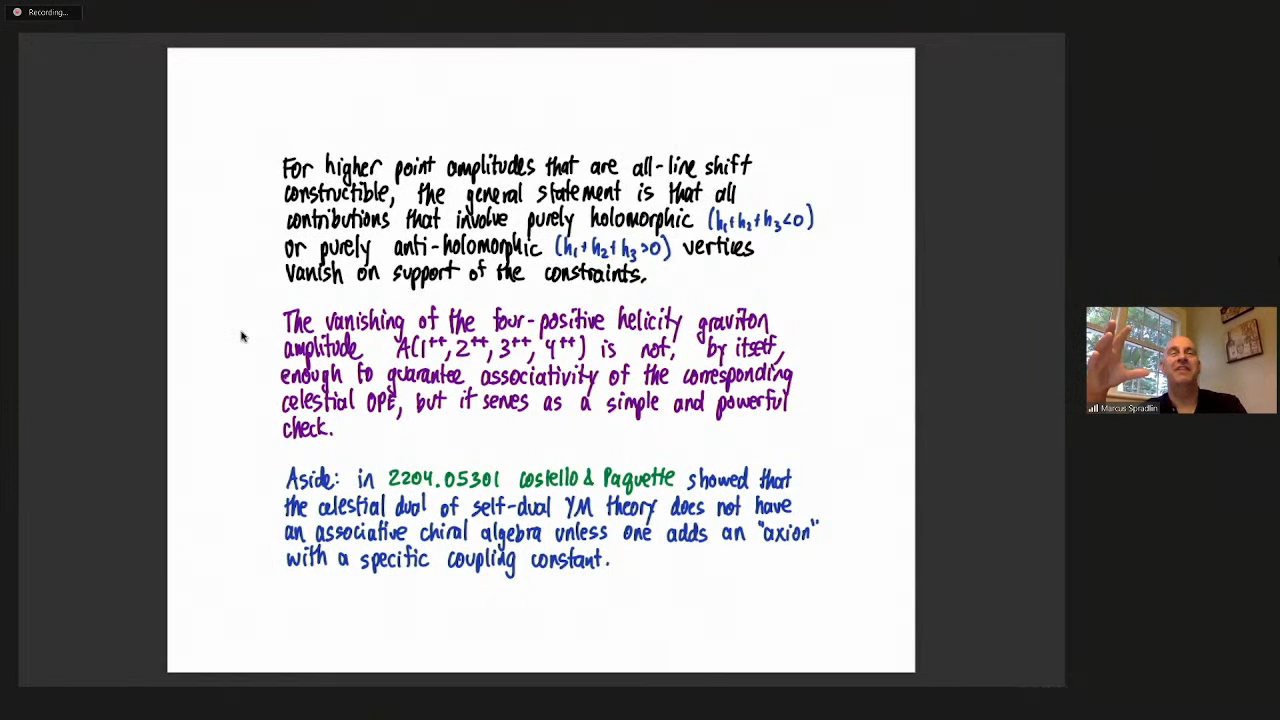 Recording...
For higher point amplitudes that are all-line shift
constructible, the general statement is that all
contributions that involve purely holomorphic (h₁+h₂+h₃<0)
or purely anti-holomorphic (h₁+h₂+h₃>0) vertices
vanish on support of the constraints.
The vanishing of the four-positive helicity graviton
amplitude A(1⁺⁺, 2⁺⁺, 3⁺⁺, 4⁺⁺) is not, by itself,
enough to guarantee associativity of the corresponding
celestial OPE, but it serves as a simple and powerful
check.
Aside: in 2204.05301 Costello & Paquette showed that
the celestial dual of self-dual YM theory does not have
an associative chiral algebra unless one adds an "axion"
with a specific coupling constant.
Marcus Spradlin